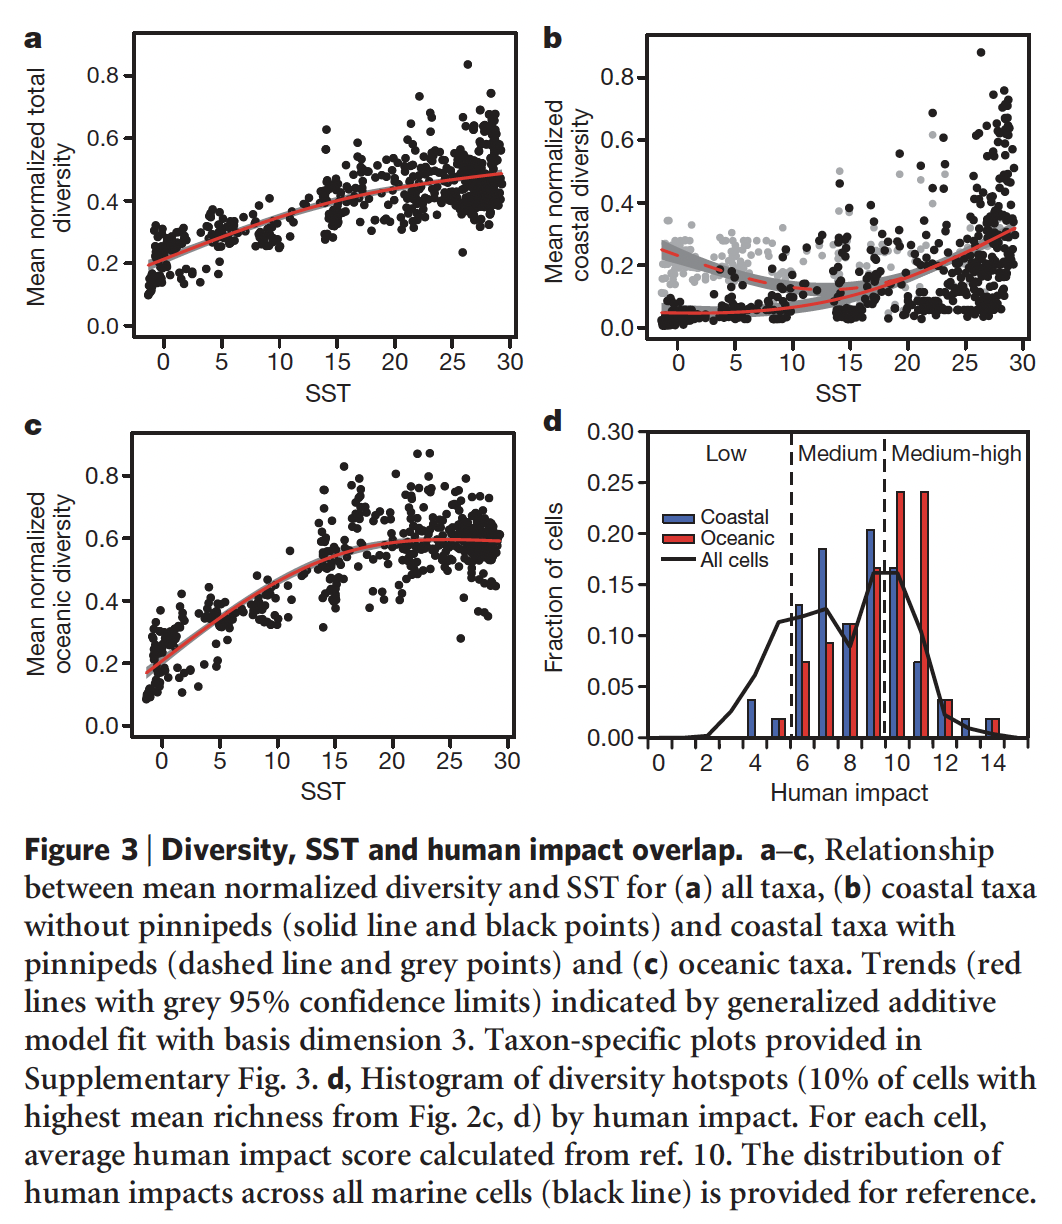 a
Mean normalized total
diversity
0.8
0.6
0.4
0.2
0.0
0 5 10 15 20 25 30
SST
b
Mean normalized
coastal diversity
0.8
0.6
0.4
0.2
0.0
0 5 10 15 20 25 30
SST
c
Mean normalized
oceanic diversity
0.8
0.6
0.4
0.2
0.0
0 5 10 15 20 25 30
SST
d
Fraction of cells
0.30
0.25
0.20
0.15
0.10
0.05
0.00
Low Medium Medium-high
Coastal
Oceanic
All cells
0 2 4 6 8 10 12 14
Human impact
Figure 3 | Diversity, SST and human impact overlap. a–c, Relationship
between mean normalized diversity and SST for (a) all taxa, (b) coastal taxa
without pinnipeds (solid line and black points) and coastal taxa with
pinnipeds (dashed line and grey points) and (c) oceanic taxa. Trends (red
lines with grey 95% confidence limits) indicated by generalized additive
model fit with basis dimension 3. Taxon-specific plots provided in
Supplementary Fig. 3. d, Histogram of diversity hotspots (10% of cells with
highest mean richness from Fig. 2c, d) by human impact. For each cell,
average human impact score calculated from ref. 10. The distribution of
human impacts across all marine cells (black line) is provided for reference.